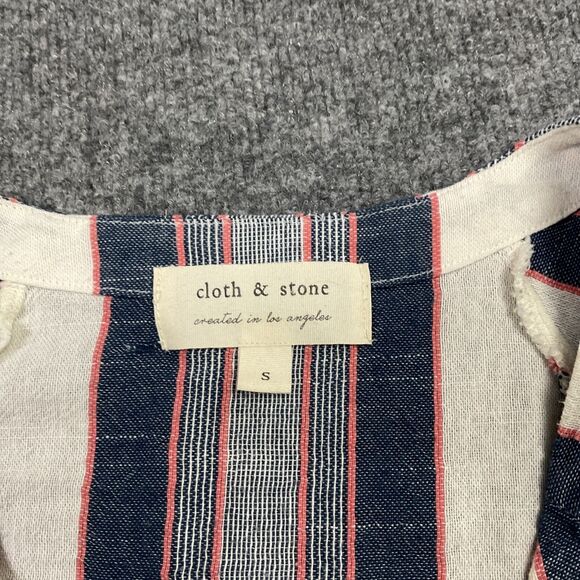 cloth & stone
created in los angeles
S